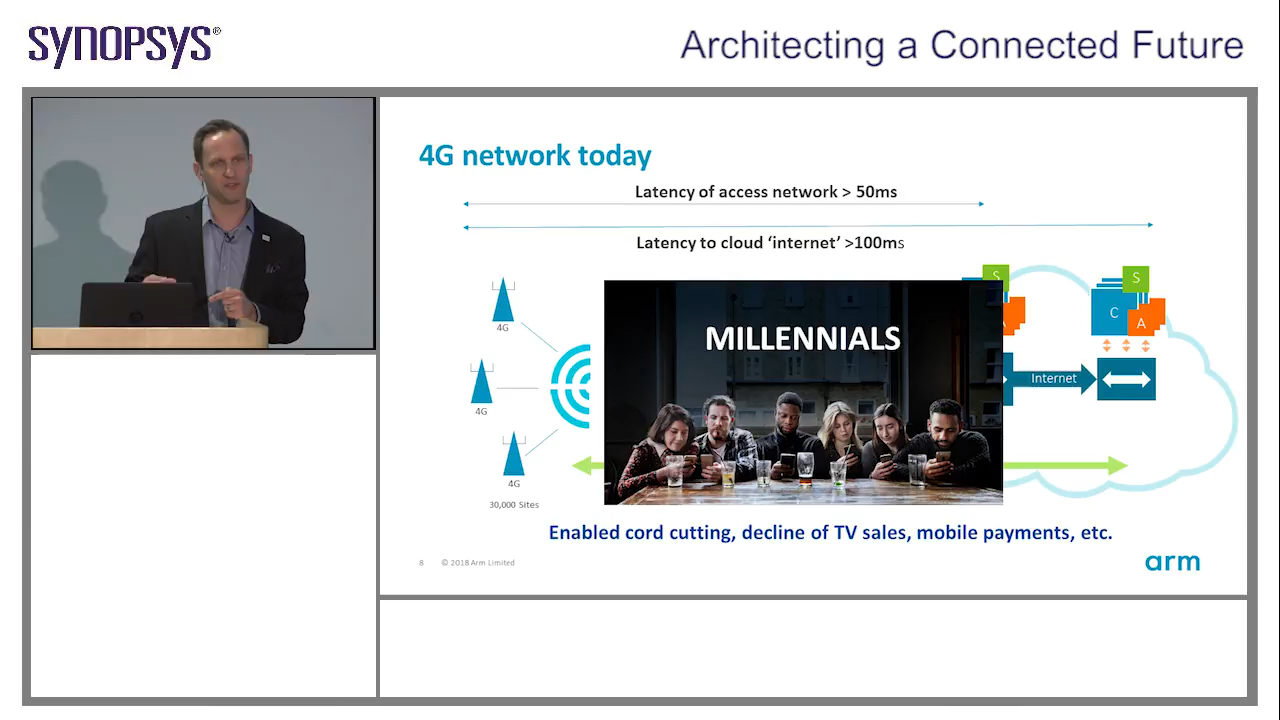 SYNOPSYS®
Architecting a Connected Future
4G network today
Latency of access network > 50ms
Latency to cloud ‘internet’ >100ms
S
S
C
A
4G
MILLENNIALS
4G
Internet
4G
30,000 Sites
Enabled cord cutting, decline of TV sales, mobile payments, etc.
8 © 2018 Arm Limited
arm